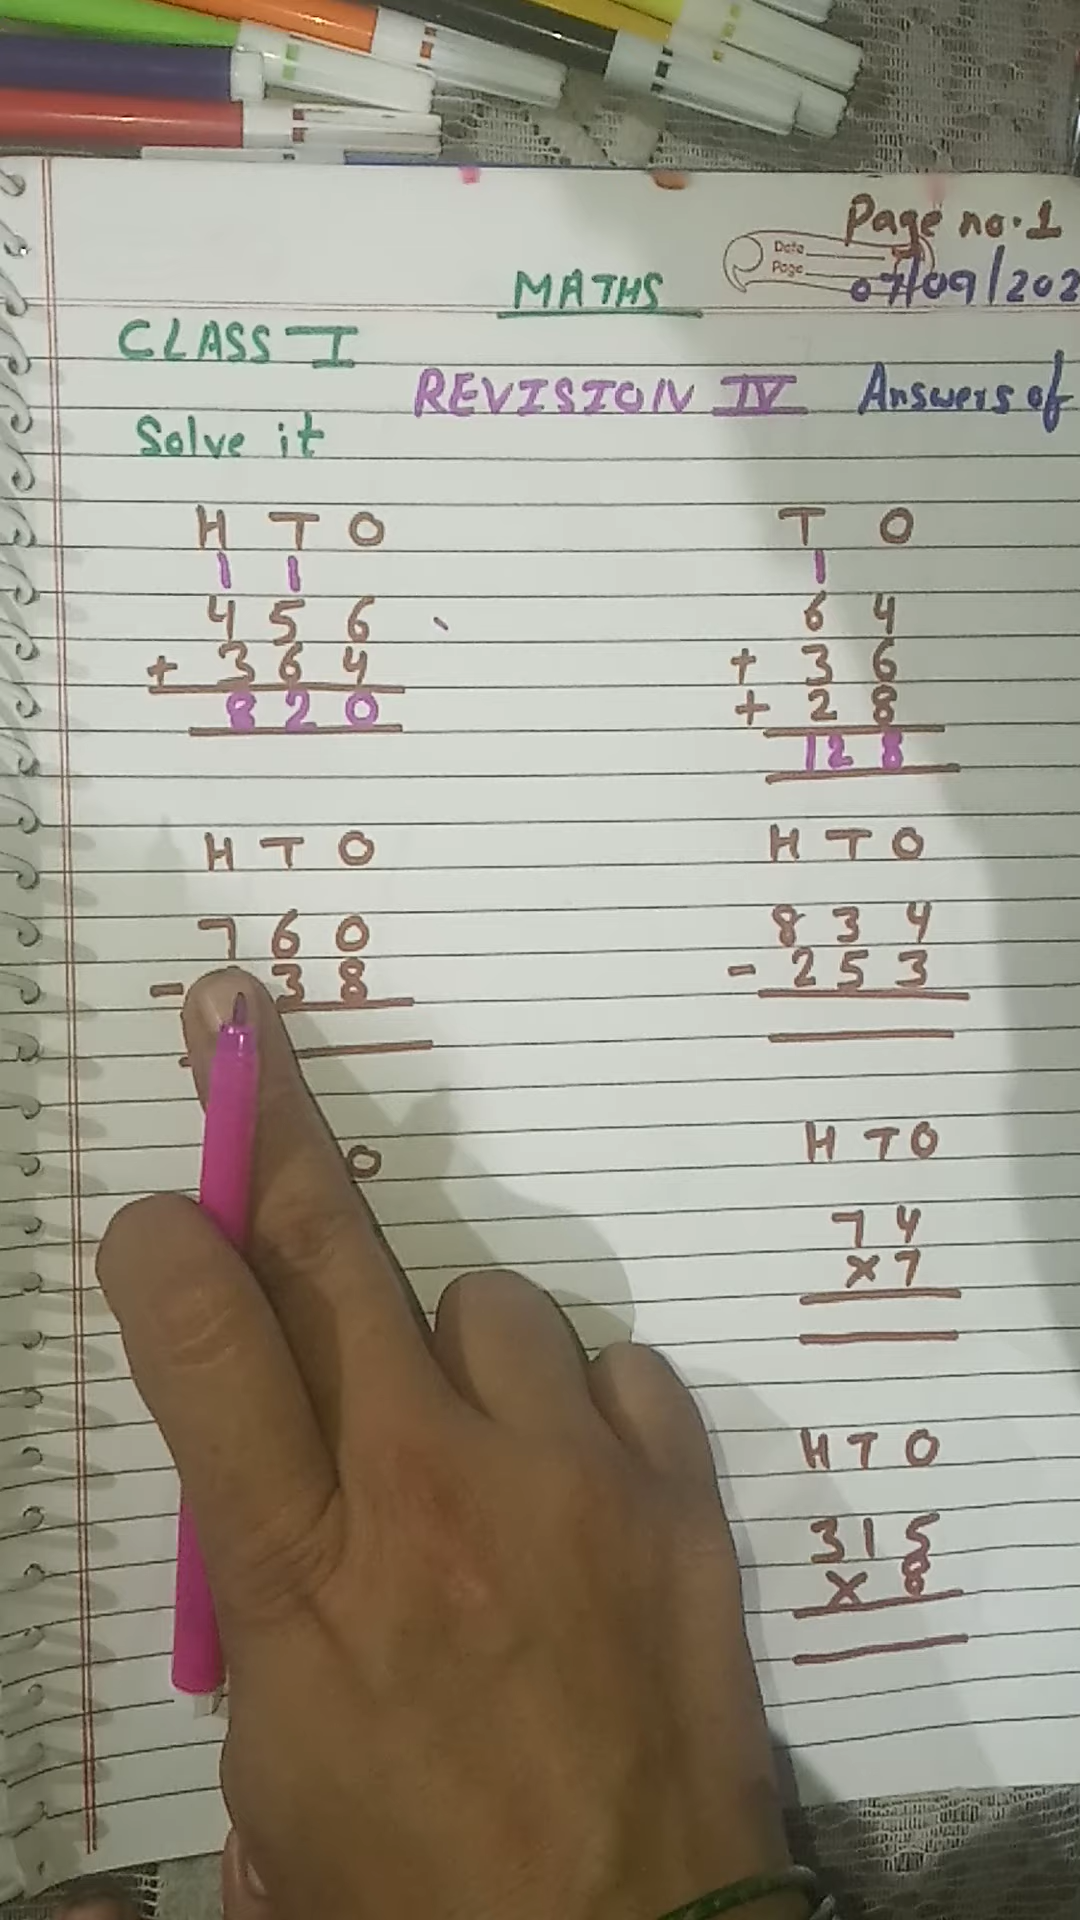 Page no. 1
Date
Page
07/09/202
MATHS
CLASS I
REVISION IV Answers of
Solve it
H T O
T O
1 1
1
4 5 6
6 4
+ 3 6 4
+ 3 6
8 2 0
+ 2 8
1 2 8
H T O
H T O
7 6 0
8 3 4
- 3 8
- 2 5 3
O
H T O
7 4
× 7
H T O
3 1 5
× 8